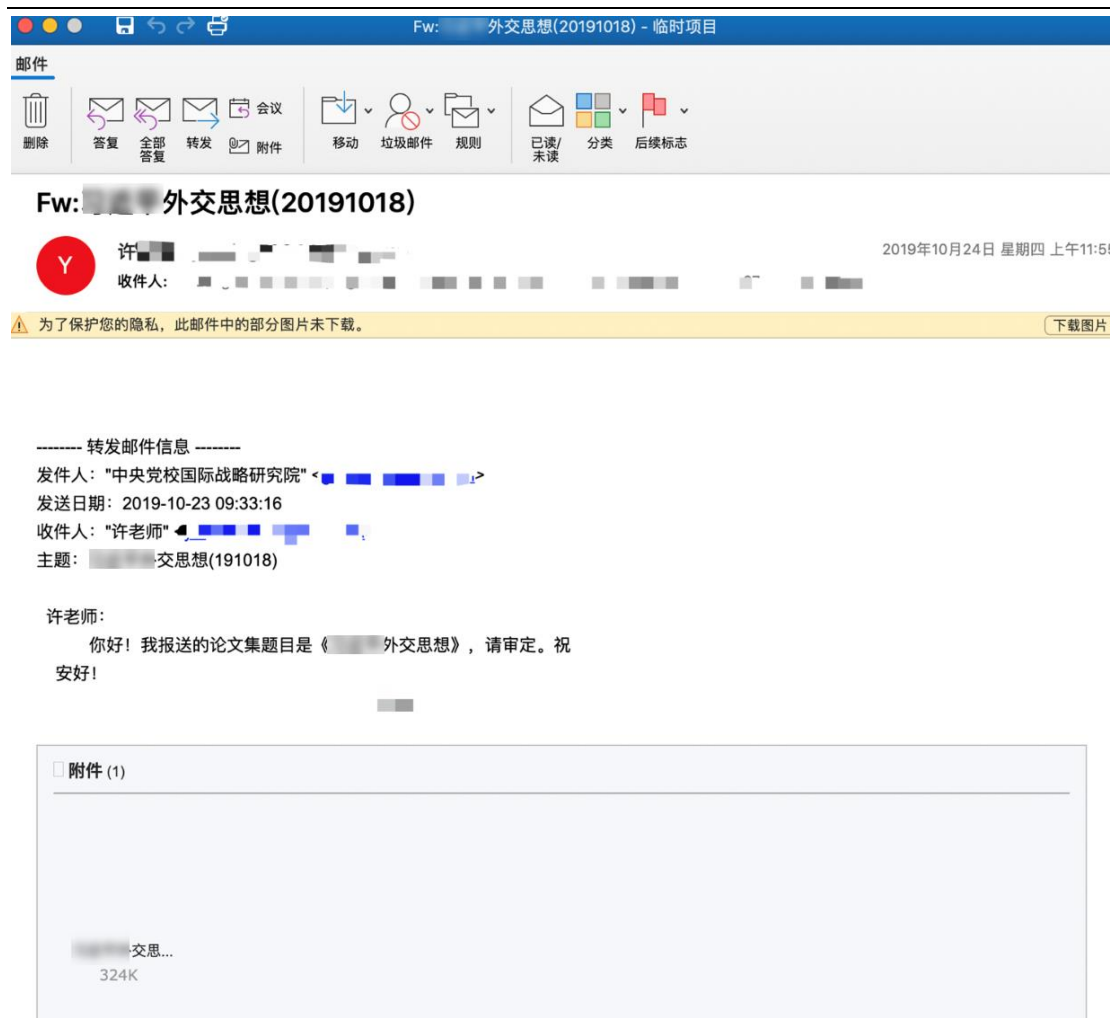 Fw: 外交思想(20191018) - 临时项目
邮件
删除
答复
全部答复
转发
会议
附件
移动
垃圾邮件
规则
已读/未读
分类
后续标志
Fw: 外交思想(20191018)
Y
许
2019年10月24日 星期四 上午11:55
收件人:
为了保护您的隐私，此邮件中的部分图片未下载。
下载图片
-------- 转发邮件信息 --------
发件人："中央党校国际战略研究院" < >
发送日期：2019-10-23 09:33:16
收件人："许老师"
主题： 交思想(191018)
许老师：
你好！我报送的论文集题目是《 外交思想》，请审定。祝
安好！
附件 (1)
交思...
324K